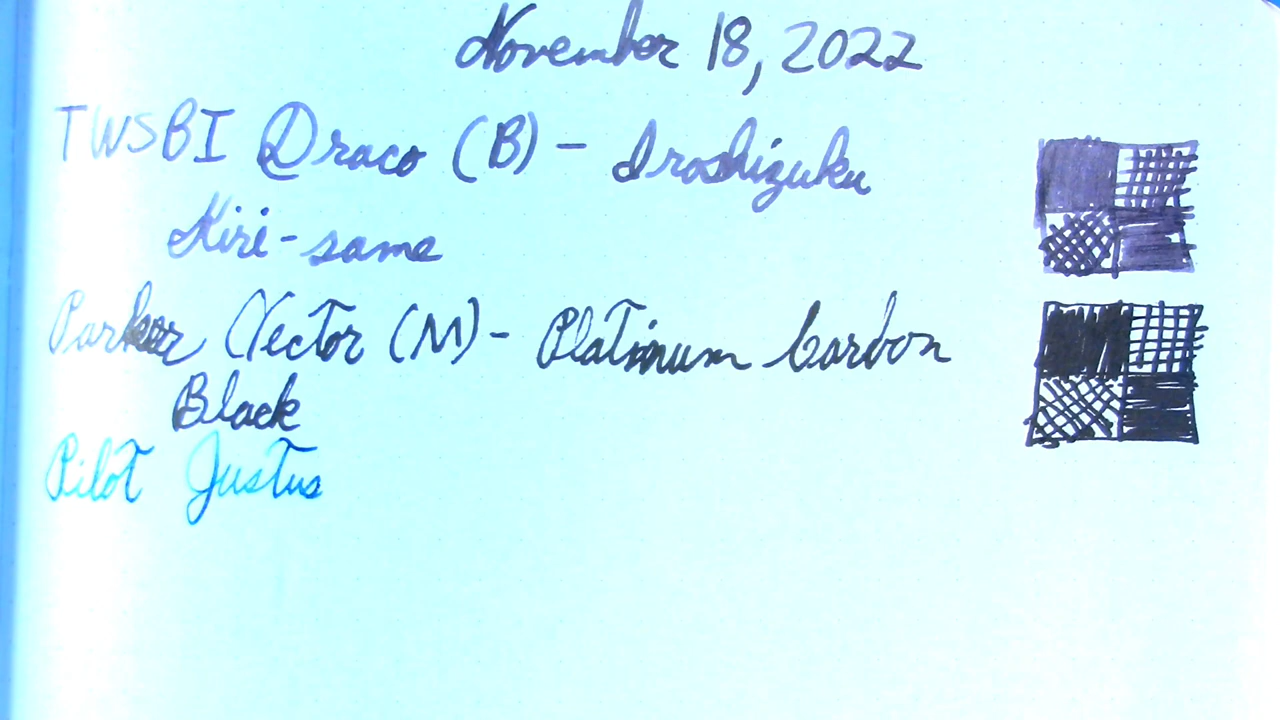 November 18, 2022
TWSBI Draco (B) - Iroshizuku
Kiri-same
Parker Vector (M) - Platinum Carbon
Black
Pilot Justus